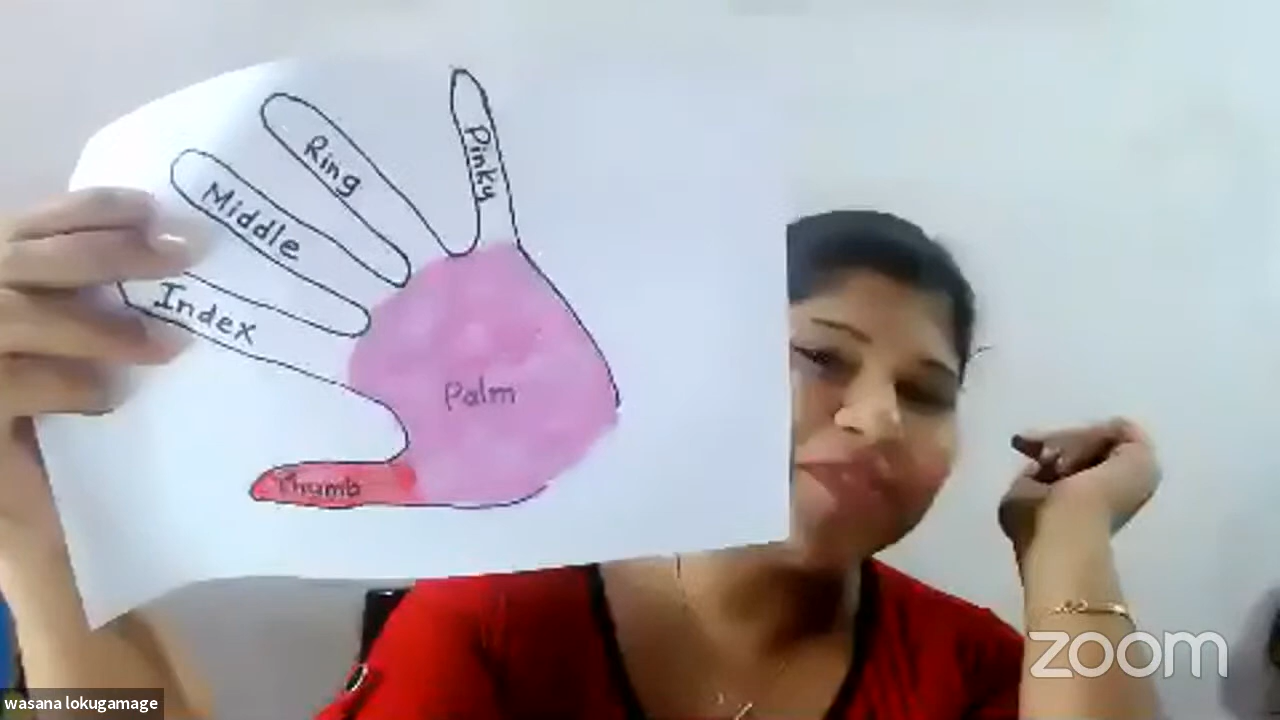 Pinky
Ring
Middle
Index
Palm
Thumb
zoom
wasana lokugamage